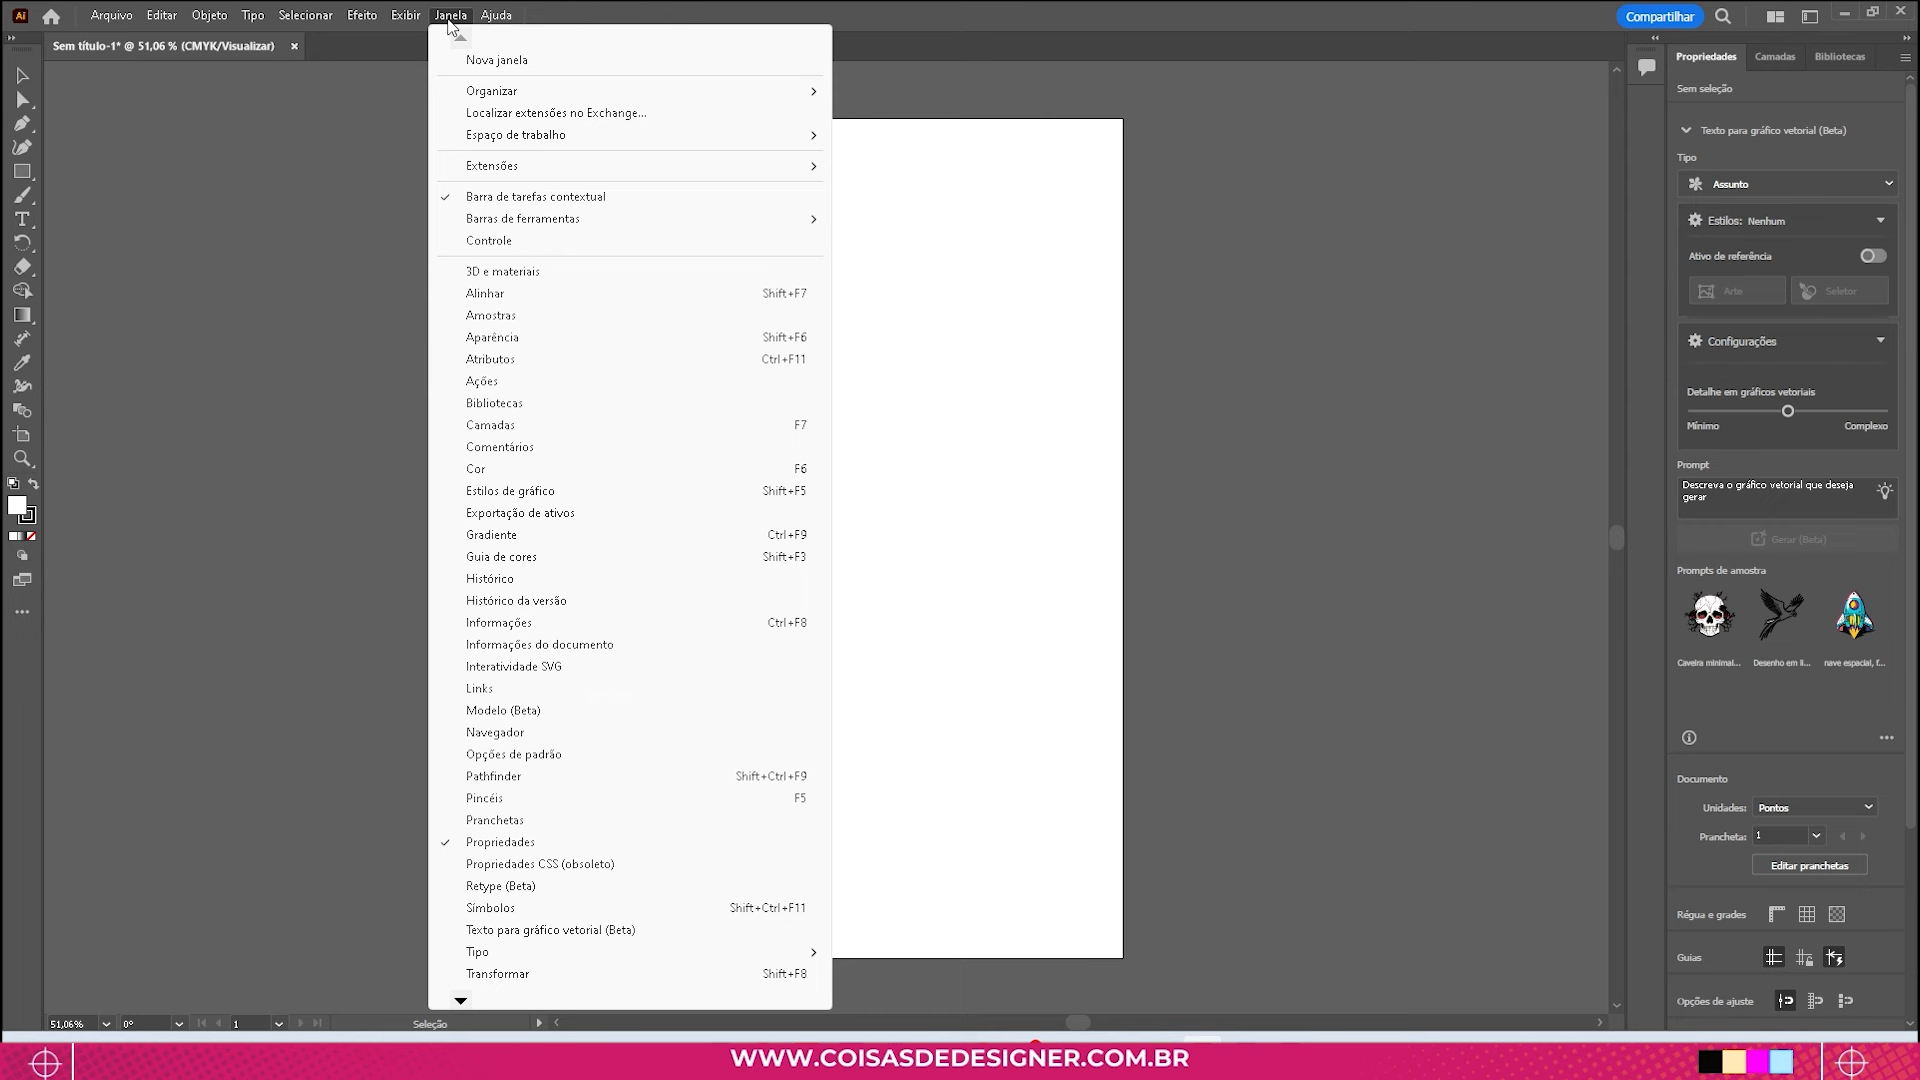 Ai Arquivo Editar Objeto Tipo Selecionar Efeito Exibir Janela Ajuda Compartilhar
Sem título-1* @ 51,06 % (CMYK/Visualizar)
Nova janela
Organizar
Localizar extensões no Exchange...
Espaço de trabalho
Extensões
Barra de tarefas contextual
Barras de ferramentas
Controle
3D e materiais
Alinhar Shift+F7
Amostras
Aparência Shift+F6
Atributos Ctrl+F11
Ações
Bibliotecas
Camadas F7
Comentários
Cor F6
Estilos de gráfico Shift+F5
Exportação de ativos
Gradiente Ctrl+F9
Guia de cores Shift+F3
Histórico
Histórico da versão
Informações Ctrl+F8
Informações do documento
Interatividade SVG
Links
Modelo (Beta)
Navegador
Opções de padrão
Pathfinder Shift+Ctrl+F9
Pincéis F5
Pranchetas
Propriedades
Propriedades CSS (obsoleto)
Retype (Beta)
Símbolos Shift+Ctrl+F11
Texto para gráfico vetorial (Beta)
Tipo
Transformar Shift+F8
Propriedades Camadas Bibliotecas
Sem seleção
Texto para gráfico vetorial (Beta)
Tipo
Assunto
Estilos: Nenhum
Ativo de referência
Arte Seletor
Configurações
Detalhe em gráficos vetoriais
Mínimo Complexo
Prompt
Descreva o gráfico vetorial que deseja
gerar
Gerar (Beta)
Prompts de amostra
Caveira minimal... Desenho em li... nave espacial, f...
Documento
Unidades: Pontos
Prancheta: 1
Editar pranchetas
Régua e grades
Guias
Opções de ajuste
51,06% 0° 1 Seleção
WWW.COISASDEDESIGNER.COM.BR